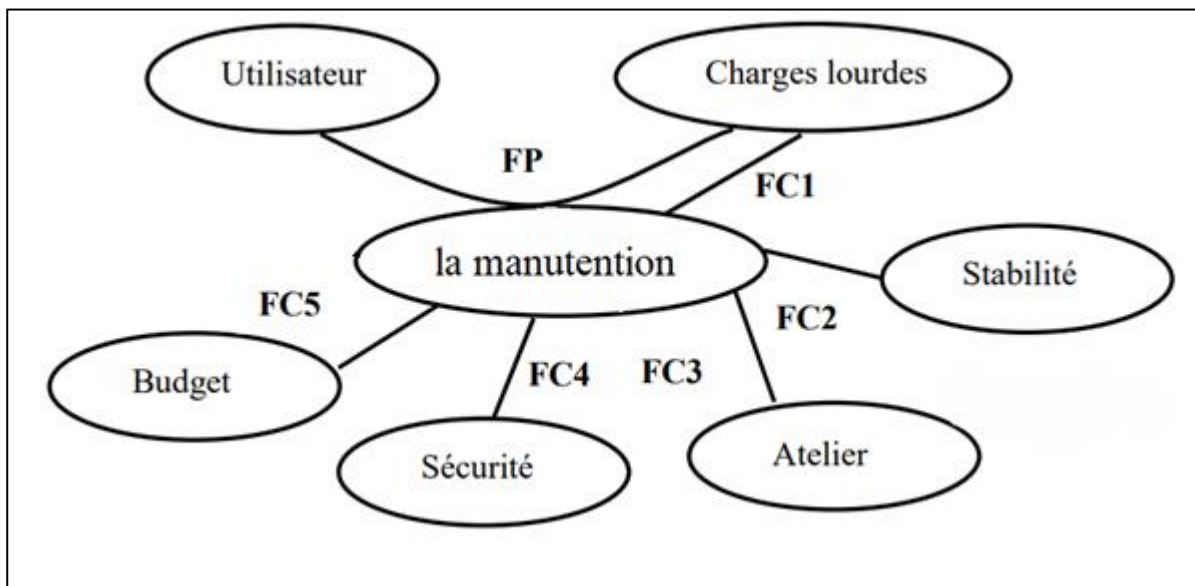 Utilisateur
Charges lourdes
FP
FC1
la manutention
Stabilité
FC5
FC2
Budget
FC4
FC3
Sécurité
Atelier